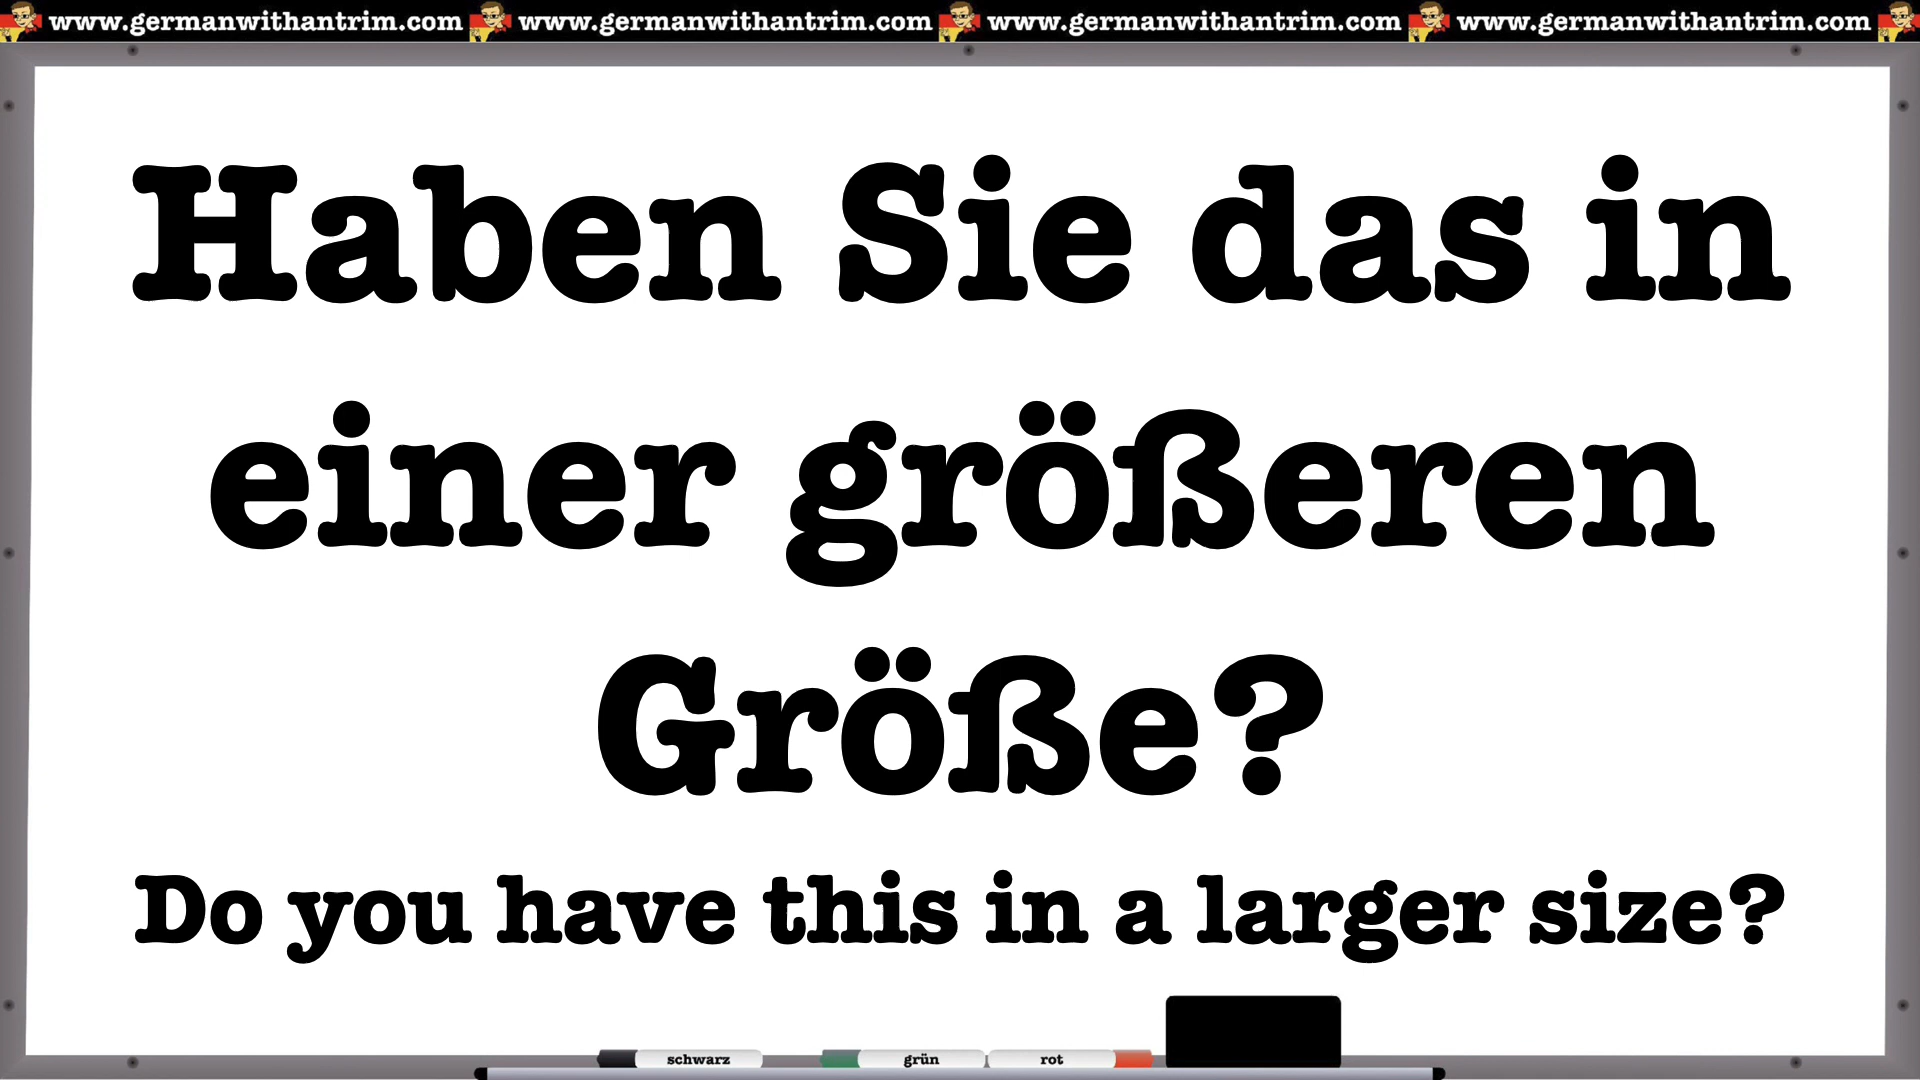 www.germanwithantrim.com www.germanwithantrim.com www.germanwithantrim.com www.germanwithantrim.com
Haben Sie das in
einer größeren
Größe?
Do you have this in a larger size?
schwarz grün rot